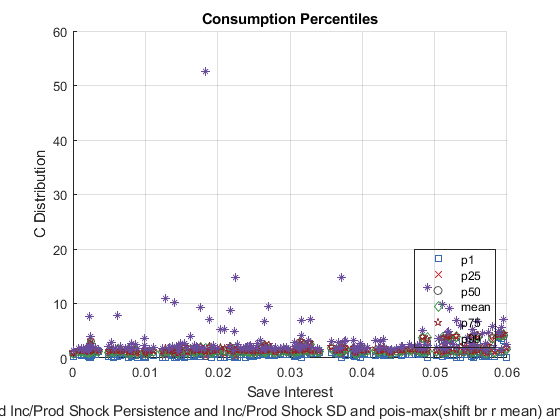 Consumption Percentiles
60
50
40
30
20
10
0
C Distribution
p1
p25
p50
mean
p75
p99
0 0.01 0.02 0.03 0.04 0.05 0.06
Save Interest
d Inc/Prod Shock Persistence and Inc/Prod Shock SD and pois-max(shift br r mean) a